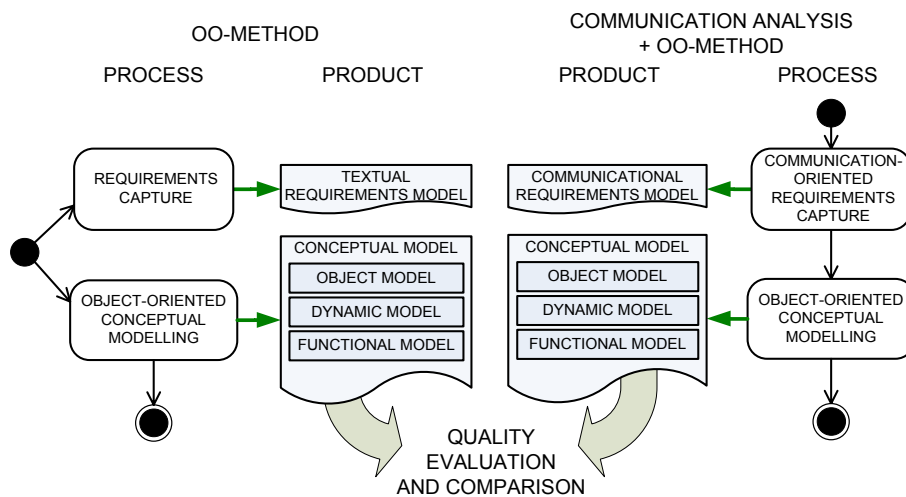 OO-METHOD
COMMUNICATION ANALYSIS
+ OO-METHOD
PROCESS
PRODUCT
PRODUCT
PROCESS
REQUIREMENTS
CAPTURE
TEXTUAL
REQUIREMENTS MODEL
COMMUNICATIONAL
REQUIREMENTS MODEL
COMMUNICATION-
ORIENTED
REQUIREMENTS
CAPTURE
OBJECT-ORIENTED
CONCEPTUAL
MODELLING
CONCEPTUAL MODEL
OBJECT MODEL
DYNAMIC MODEL
FUNCTIONAL MODEL
CONCEPTUAL MODEL
OBJECT MODEL
DYNAMIC MODEL
FUNCTIONAL MODEL
OBJECT-ORIENTED
CONCEPTUAL
MODELLING
QUALITY
EVALUATION
AND COMPARISON